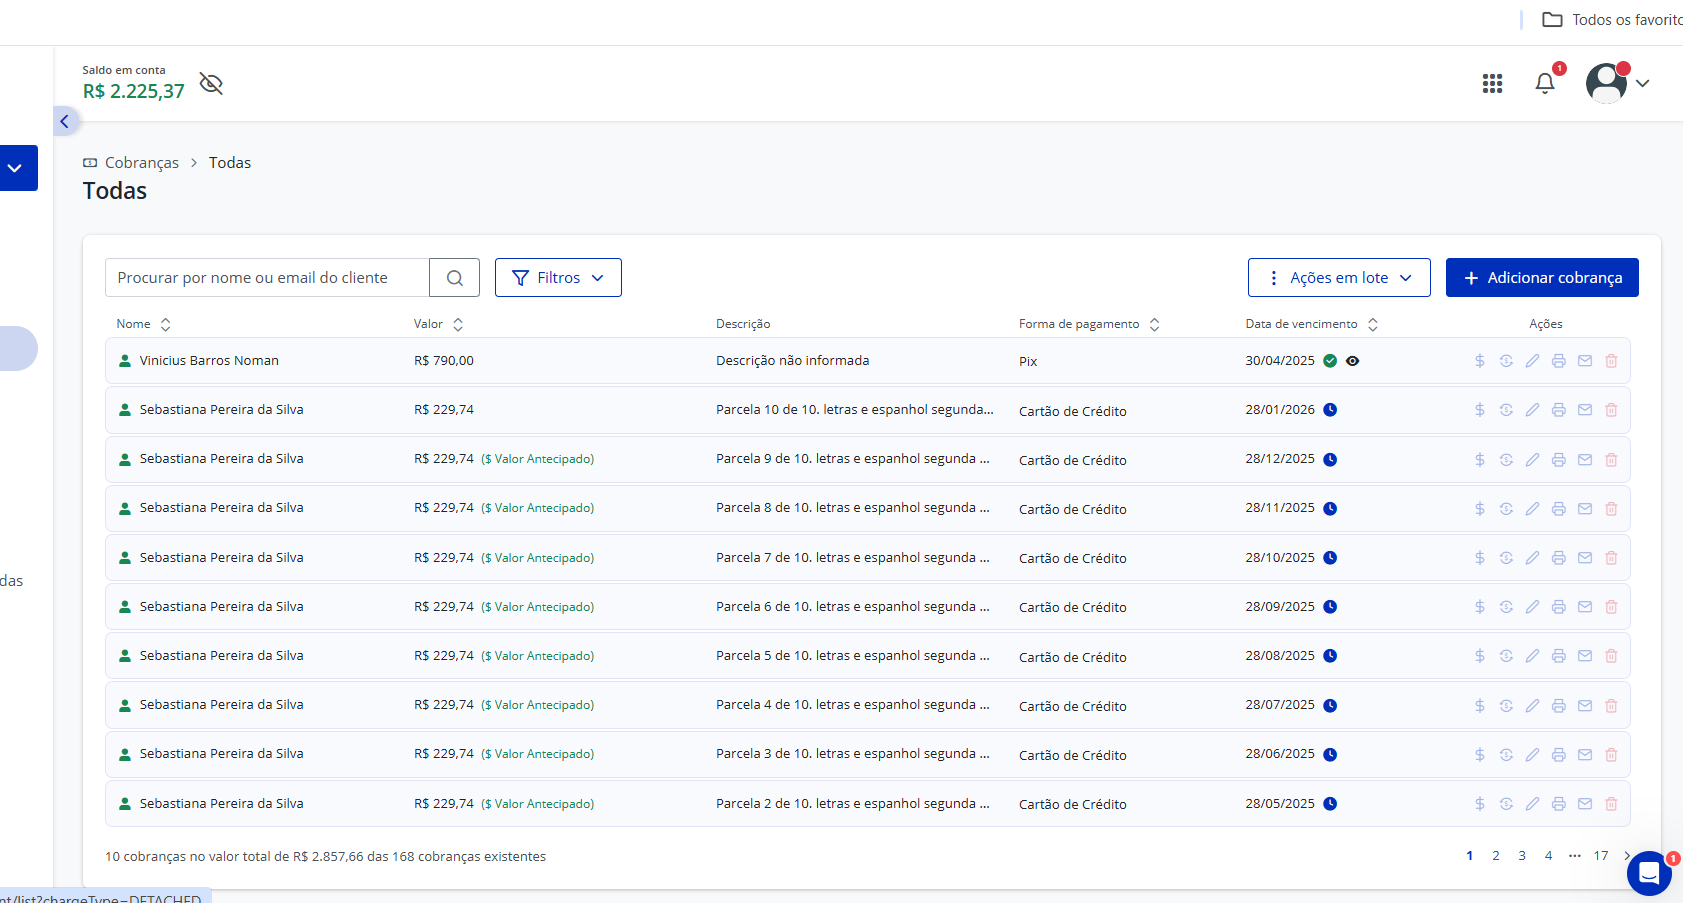 Todos os favorito
Saldo em conta
R$ 2.225,37
1
Cobranças > Todas
Todas
Procurar por nome ou email do cliente
Filtros
Ações em lote
+ Adicionar cobrança
Nome Valor Descrição Forma de pagamento Data de vencimento Ações
Vinicius Barros Noman R$ 790,00 Descrição não informada Pix 30/04/2025
Sebastiana Pereira da Silva R$ 229,74 Parcela 10 de 10. letras e espanhol segunda... Cartão de Crédito 28/01/2026
Sebastiana Pereira da Silva R$ 229,74 ($ Valor Antecipado) Parcela 9 de 10. letras e espanhol segunda ... Cartão de Crédito 28/12/2025
Sebastiana Pereira da Silva R$ 229,74 ($ Valor Antecipado) Parcela 8 de 10. letras e espanhol segunda ... Cartão de Crédito 28/11/2025
Sebastiana Pereira da Silva R$ 229,74 ($ Valor Antecipado) Parcela 7 de 10. letras e espanhol segunda ... Cartão de Crédito 28/10/2025
das
Sebastiana Pereira da Silva R$ 229,74 ($ Valor Antecipado) Parcela 6 de 10. letras e espanhol segunda ... Cartão de Crédito 28/09/2025
Sebastiana Pereira da Silva R$ 229,74 ($ Valor Antecipado) Parcela 5 de 10. letras e espanhol segunda ... Cartão de Crédito 28/08/2025
Sebastiana Pereira da Silva R$ 229,74 ($ Valor Antecipado) Parcela 4 de 10. letras e espanhol segunda ... Cartão de Crédito 28/07/2025
Sebastiana Pereira da Silva R$ 229,74 ($ Valor Antecipado) Parcela 3 de 10. letras e espanhol segunda ... Cartão de Crédito 28/06/2025
Sebastiana Pereira da Silva R$ 229,74 ($ Valor Antecipado) Parcela 2 de 10. letras e espanhol segunda ... Cartão de Crédito 28/05/2025
10 cobranças no valor total de R$ 2.857,66 das 168 cobranças existentes
1 2 3 4 ... 17 >
1
nt/list?chargeType=DETACHED